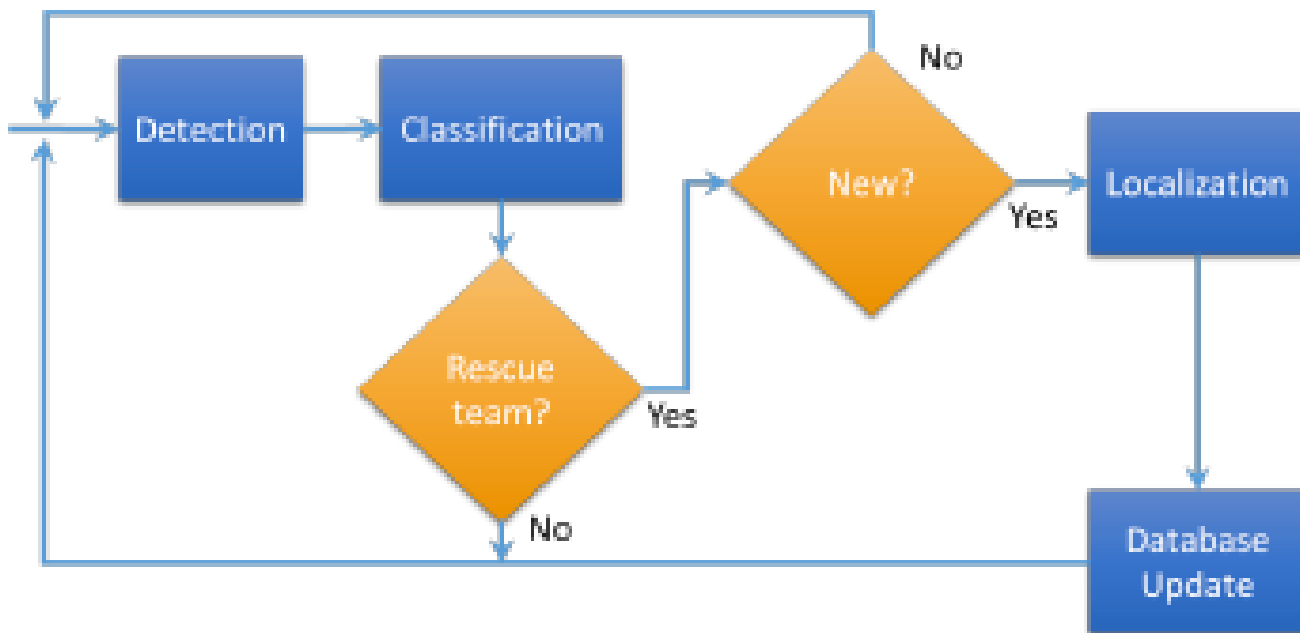 Detection
Classification
Rescue
team?
Yes
No
New?
No
Yes
Localization
Database
Update